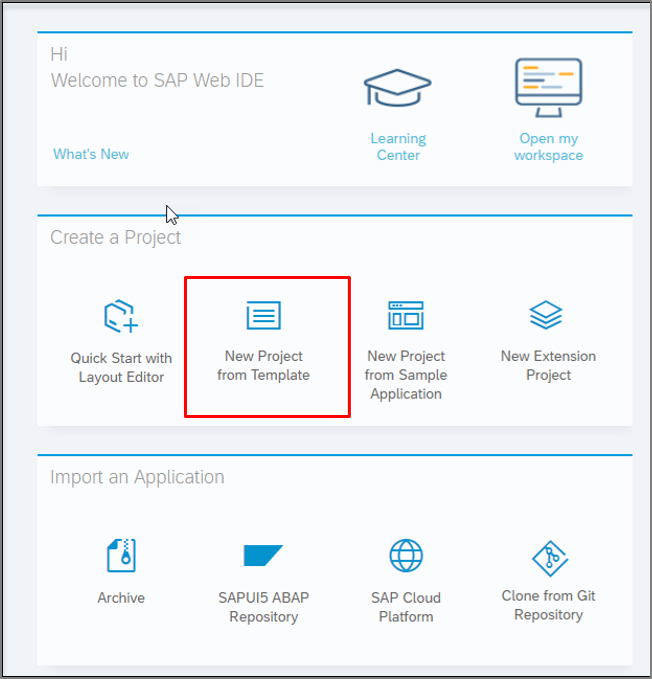 Hi
Welcome to SAP Web IDE
What's New
Learning
Center
Open my
workspace
Create a Project
Quick Start with
Layout Editor
New Project
from Template
New Project
from Sample
Application
New Extension
Project
Import an Application
Archive
SAPUI5 ABAP
Repository
SAP Cloud
Platform
Clone from Git
Repository